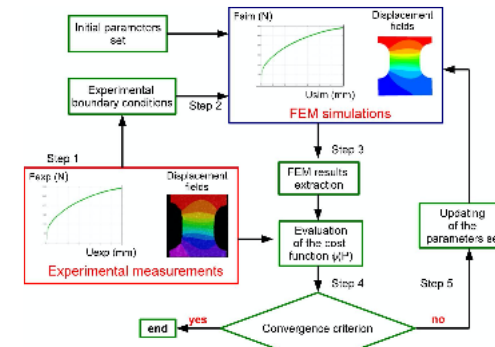 Initial parameters
set
Fsim (N)
Displacement
fields
Usim (mm)
FEM simulations
Experimental
boundary conditions
Step 2
Step 1
Step 3
Fexp (N)
Displacement
fields
Uexp (mm)
Experimental measurements
FEM results
extraction
Evaluation
of the cost
function φ(P)
Updating
of the
parameters se
Step 4
Step 5
Convergence criterion
yes
no
end